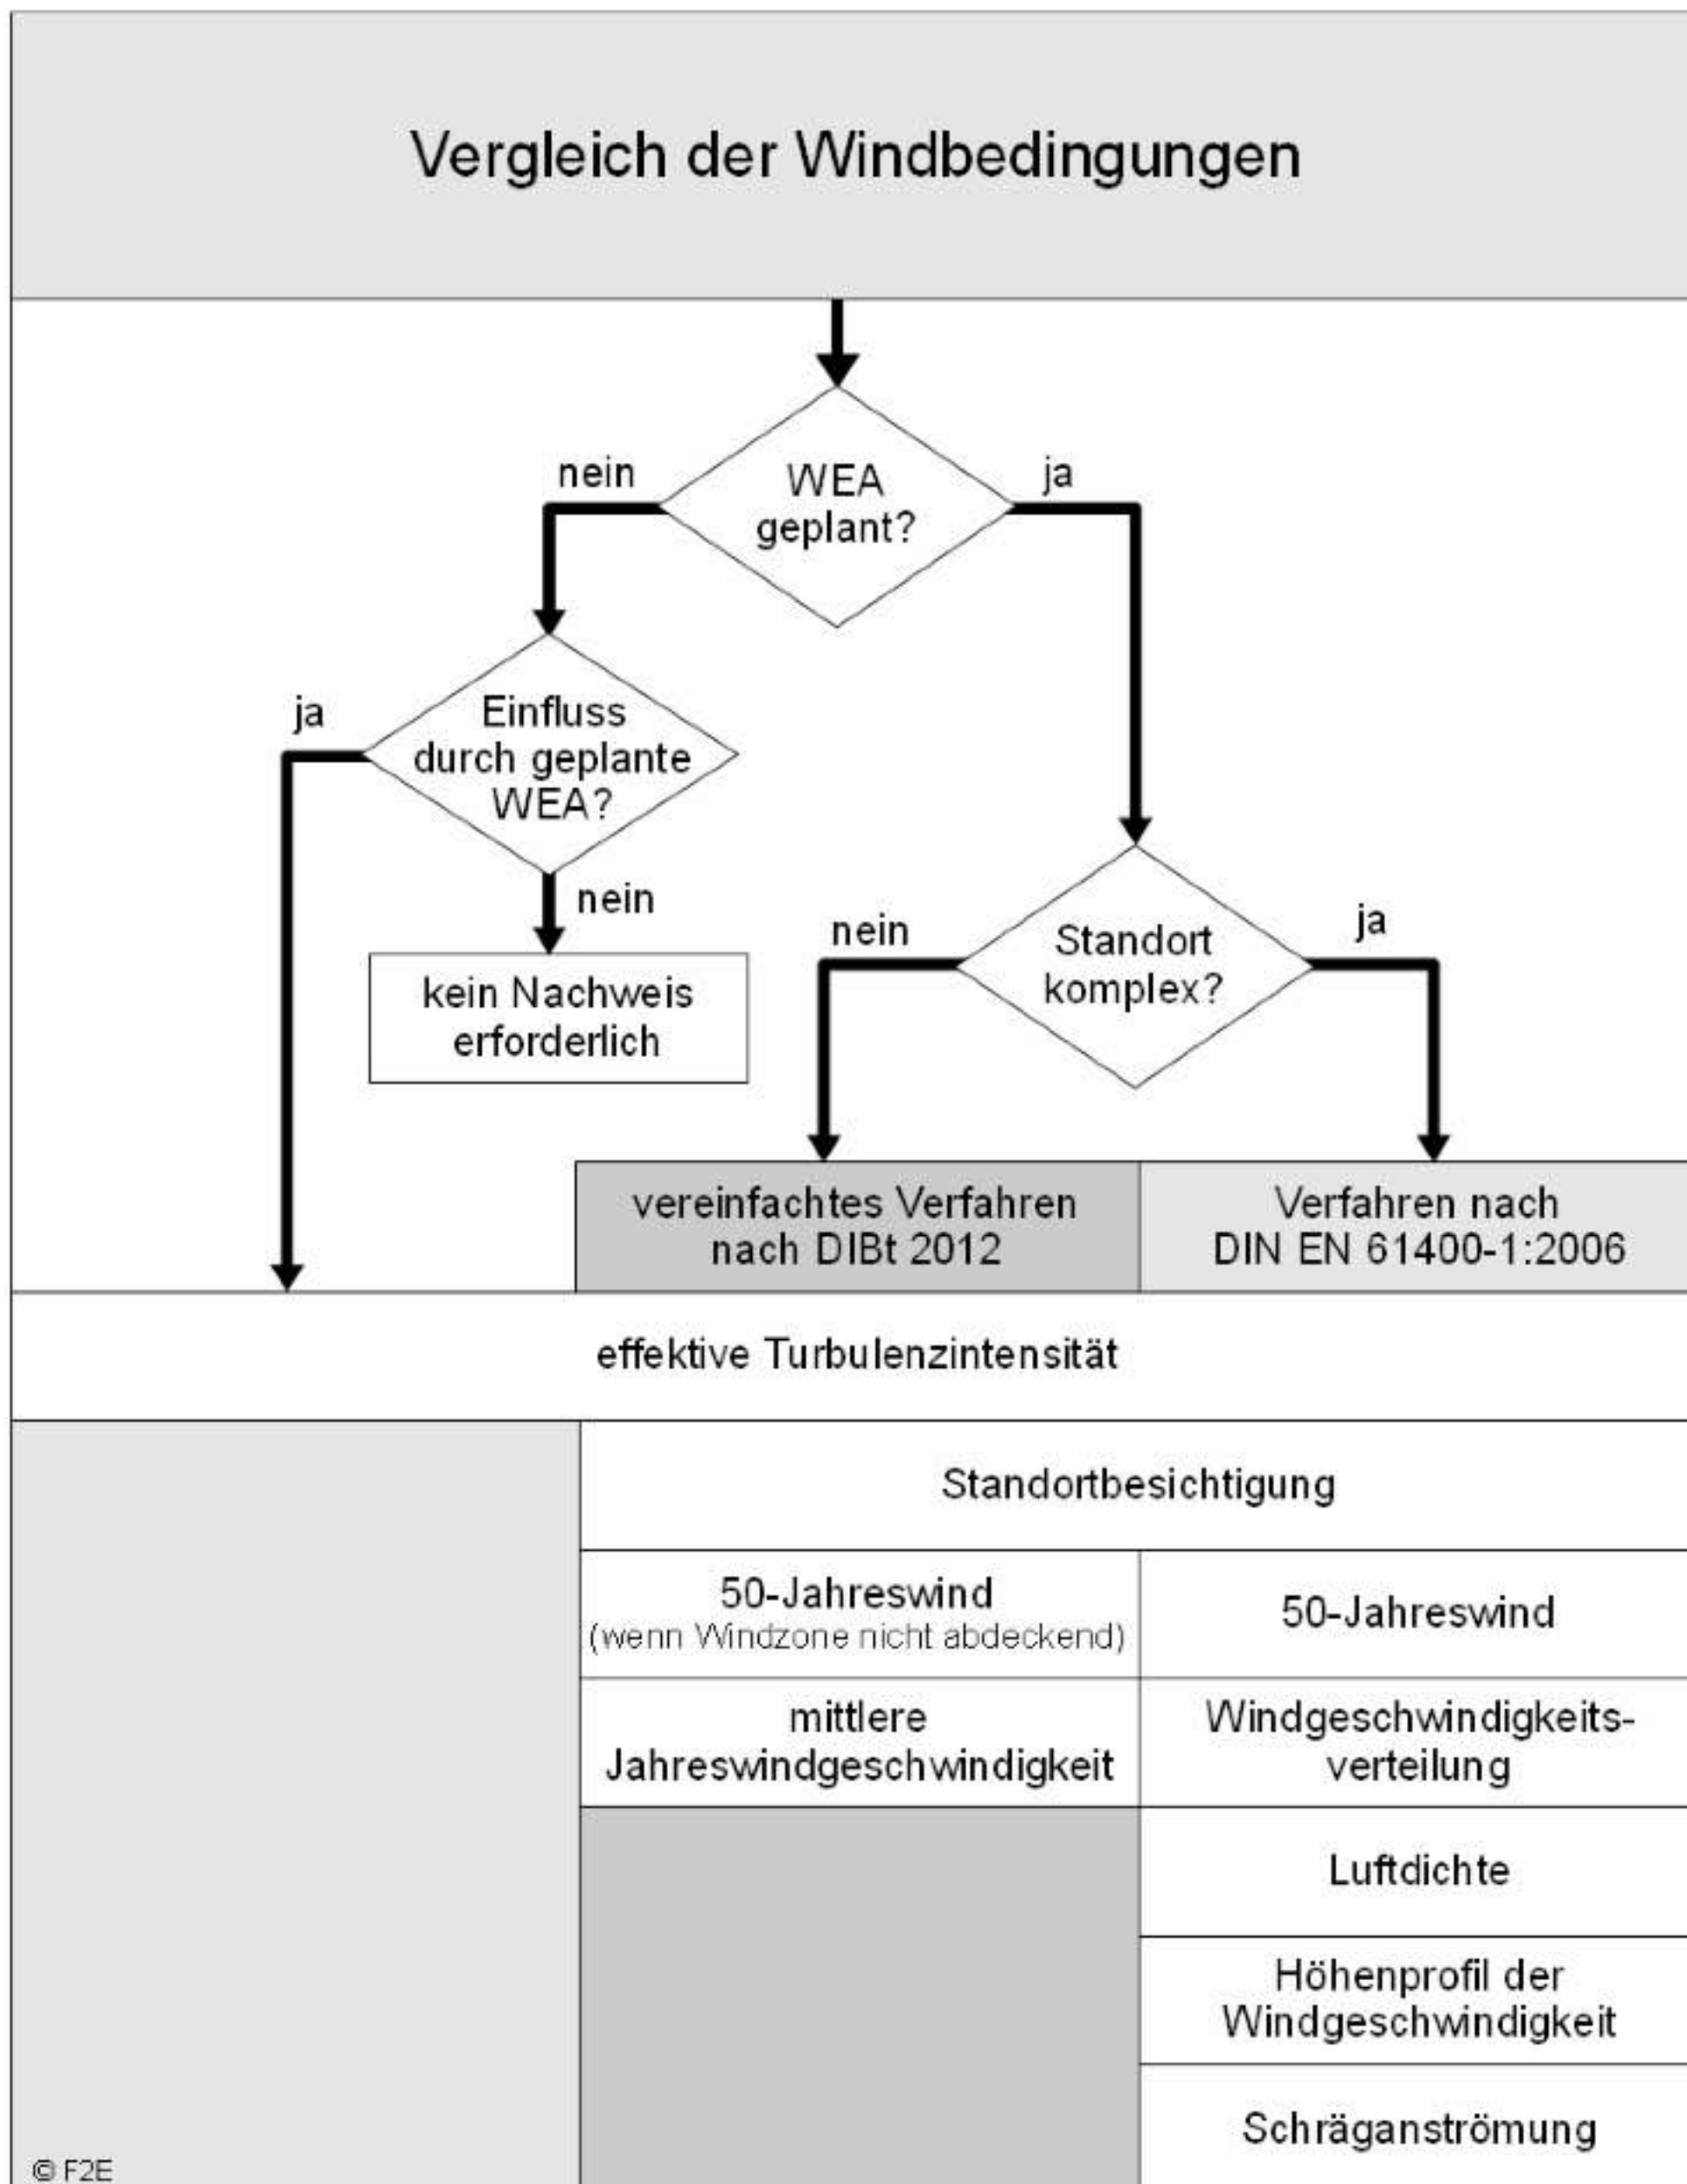 Vergleich der Windbedingungen
nein
WEA
geplant?
ja
ja
Einfluss
durch geplante
WEA?
nein
kein Nachweis
erforderlich
nein
Standort
komplex?
ja
vereinfachtes Verfahren
nach DIBt 2012
Verfahren nach
DIN EN 61400-1:2006
effektive Turbulenzintensität
Standortbesichtigung
50-Jahreswind
(wenn Windzone nicht abdeckend)
50-Jahreswind
mittlere
Jahreswindgeschwindigkeit
Windgeschwindigkeits-
verteilung
Luftdichte
Höhenprofil der
Windgeschwindigkeit
Schräganströmung
© F2E